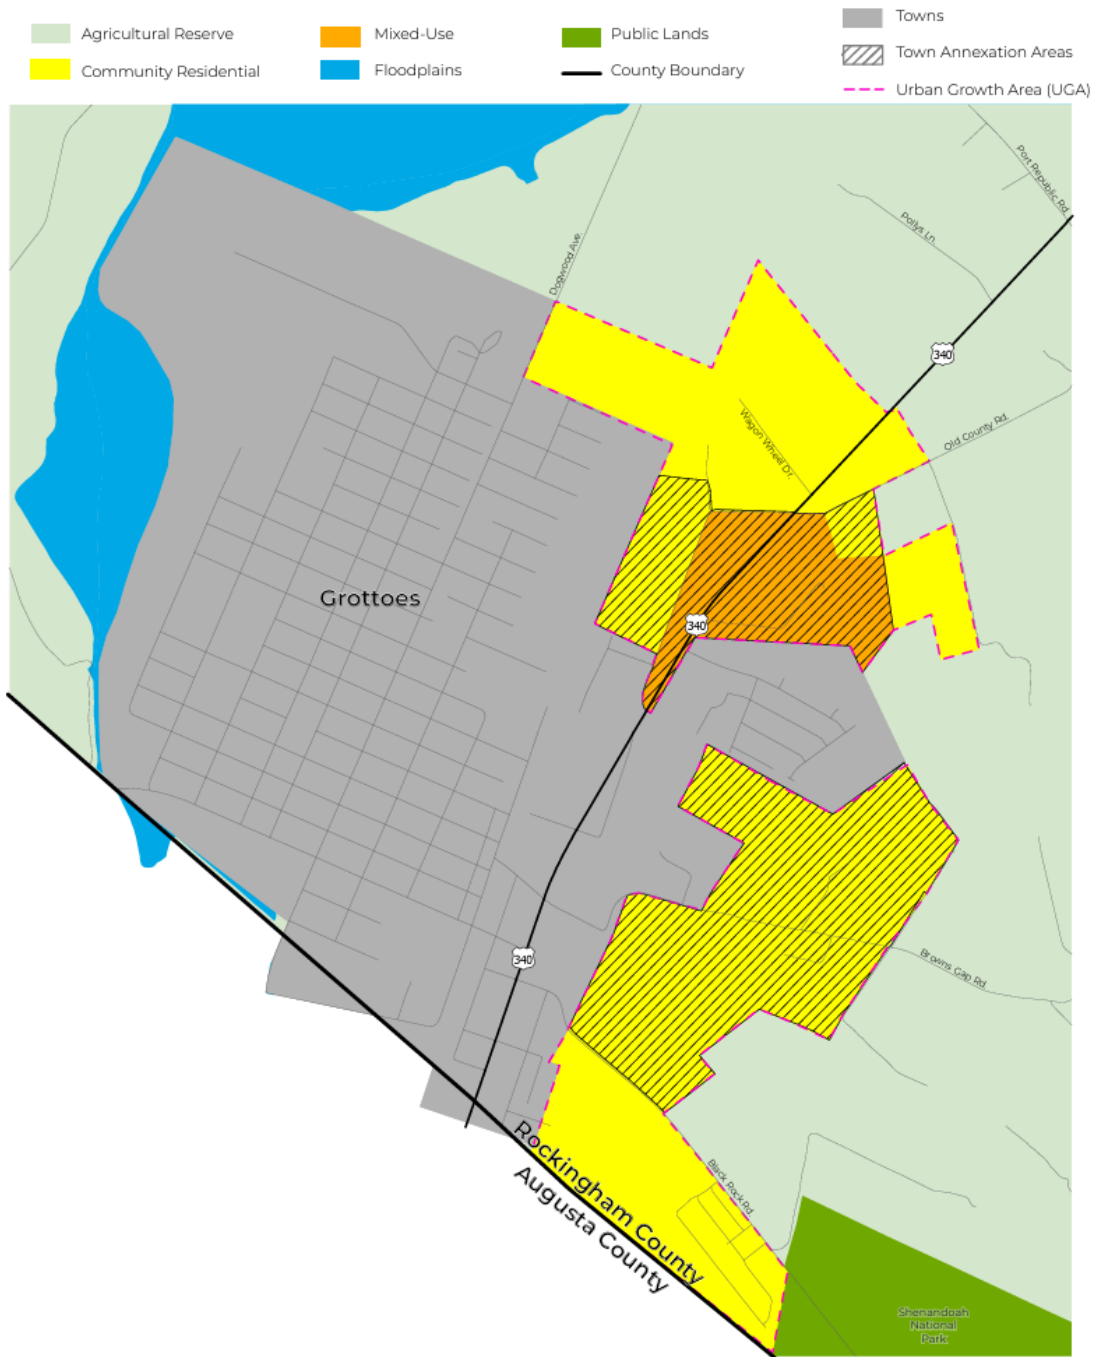 Agricultural Reserve
Community Residential
Mixed-Use
Floodplains
Public Lands
County Boundary
Towns
Town Annexation Areas
Urban Growth Area (UGA)
Port Republic Rd.
Pollys Ln.
Dogwood Ave.
340
Old County Rd.
Wagon Wheel Dr.
Grottoes
340
Browns Gap Rd.
340
Rockingham County
Augusta County
Black Rock Rd.
Shenandoah
National
Park